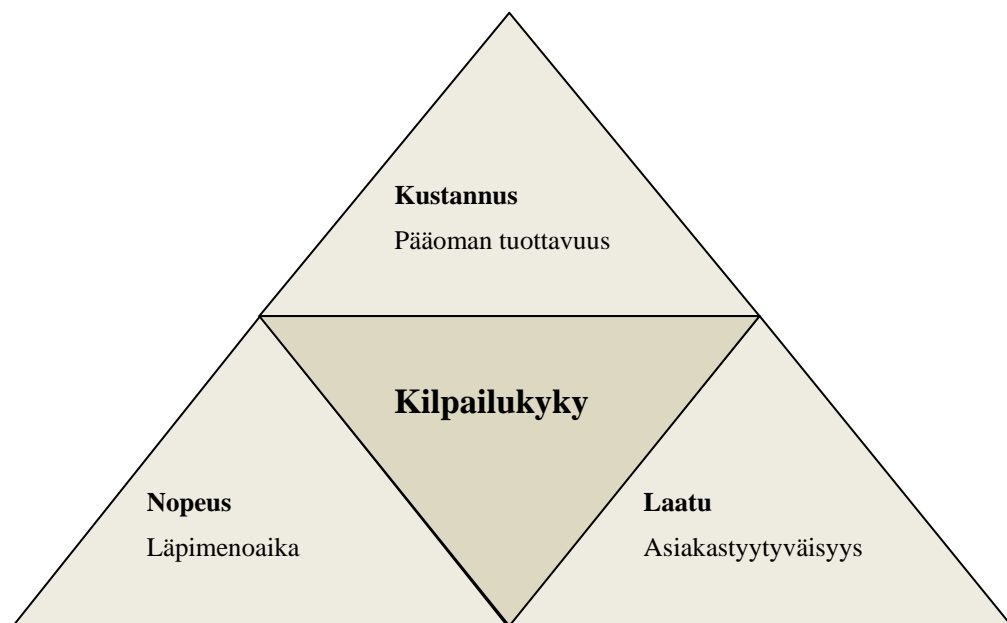 Kustannus
Pääoman tuottavuus
Kilpailukyky
Nopeus
Läpimenoaika
Laatu
Asiakastyytyväisyys